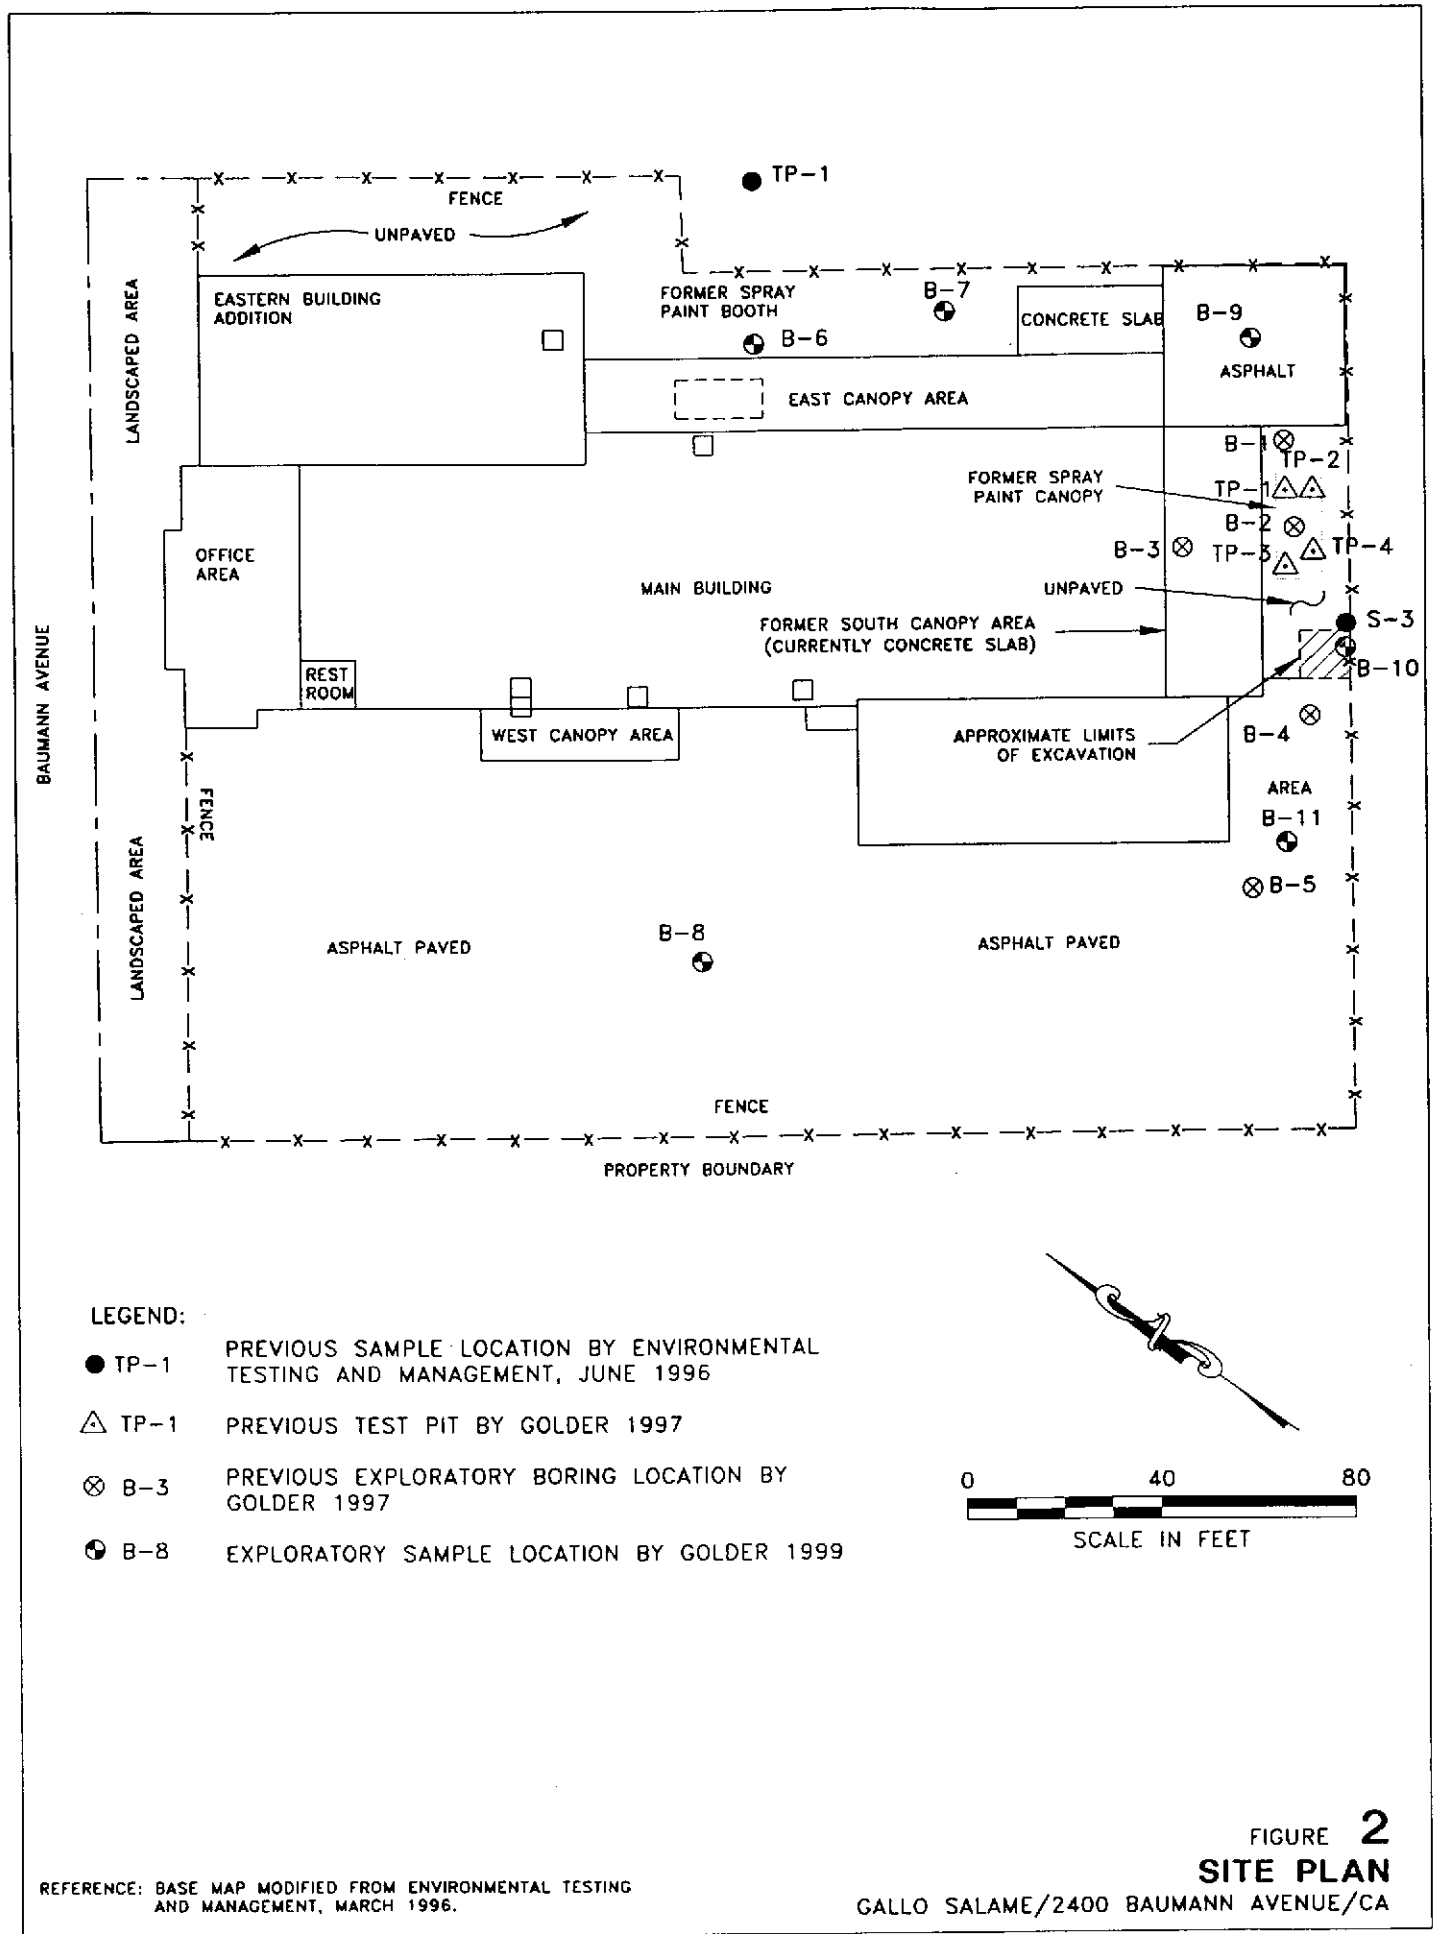 TP-1
FENCE
UNPAVED
LANDSCAPED AREA
EASTERN BUILDING
ADDITION
FORMER SPRAY
PAINT BOOTH
B-7
CONCRETE SLAB
B-9
B-6
ASPHALT
EAST CANOPY AREA
B-1
TP-2
FORMER SPRAY
PAINT CANOPY
TP-1
B-2
B-3
TP-3
TP-4
OFFICE
AREA
MAIN BUILDING
UNPAVED
FORMER SOUTH CANOPY AREA
(CURRENTLY CONCRETE SLAB)
S-3
B-10
BAUMANN AVENUE
REST
ROOM
WEST CANOPY AREA
APPROXIMATE LIMITS
OF EXCAVATION
B-4
FENCE
AREA
B-11
B-5
LANDSCAPED AREA
ASPHALT PAVED
B-8
ASPHALT PAVED
FENCE
PROPERTY BOUNDARY
LEGEND:
TP-1 PREVIOUS SAMPLE LOCATION BY ENVIRONMENTAL
TESTING AND MANAGEMENT, JUNE 1996
TP-1 PREVIOUS TEST PIT BY GOLDER 1997
B-3 PREVIOUS EXPLORATORY BORING LOCATION BY
GOLDER 1997
B-8 EXPLORATORY SAMPLE LOCATION BY GOLDER 1999
0 40 80
SCALE IN FEET
FIGURE 2
SITE PLAN
GALLO SALAME/2400 BAUMANN AVENUE/CA
REFERENCE: BASE MAP MODIFIED FROM ENVIRONMENTAL TESTING
AND MANAGEMENT, MARCH 1996.